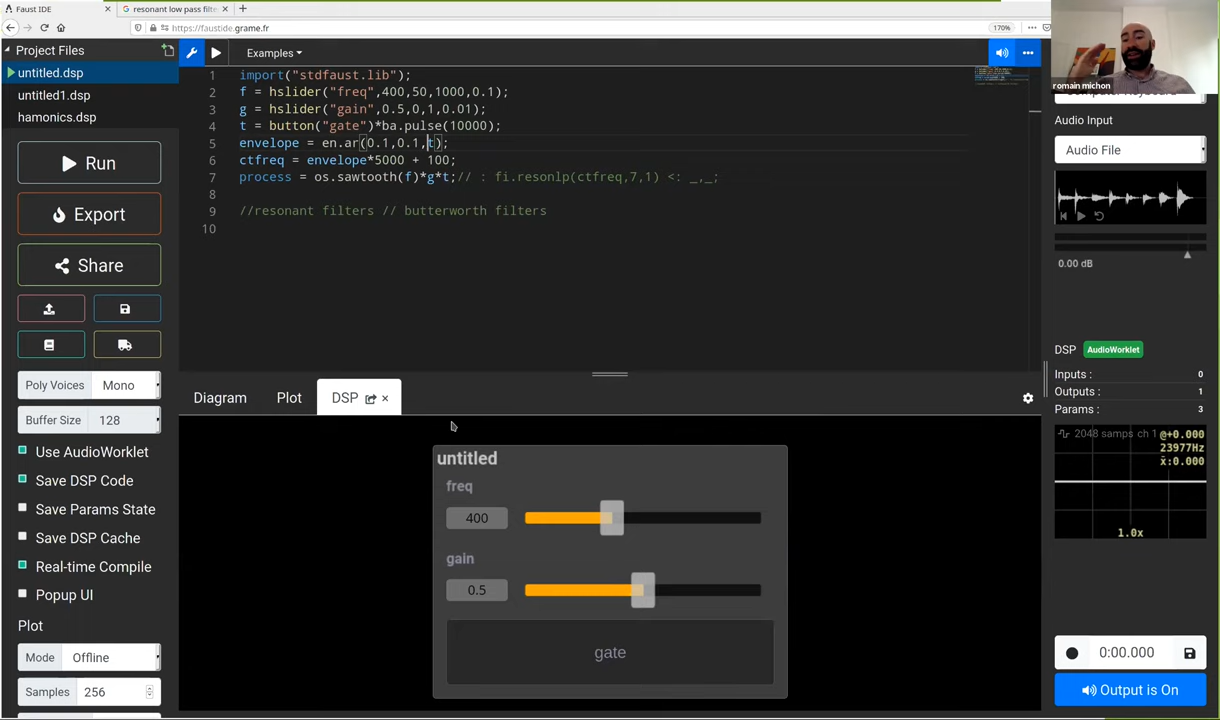 Faust IDE
resonant low pass filter
https://faustide.grame.fr
170%
Project Files
untitled.dsp
untitled1.dsp
hamonics.dsp
Run
Export
Share
Poly Voices Mono
Buffer Size 128
Use AudioWorklet
Save DSP Code
Save Params State
Save DSP Cache
Real-time Compile
Popup UI
Plot
Mode Offline
Samples 256
Examples
1 import("stdfaust.lib");
2 f = hslider("freq",400,50,1000,0.1);
3 g = hslider("gain",0.5,0,1,0.01);
4 t = button("gate")*ba.pulse(10000);
5 envelope = en.ar(0.1,0.1,t);
6 ctfreq = envelope*5000 + 100;
7 process = os.sawtooth(f)*g*t;// : fi.resonlp(ctfreq,7,1) <: _,_;
8
9 //resonant filters // butterworth filters
10
Diagram Plot DSP
untitled
freq
400
gain
0.5
gate
romain michon
Computer Keyboard
Audio Input
Audio File
0.00 dB
DSP AudioWorklet
Inputs : 0
Outputs : 1
Params : 3
2048 samps ch 1 @+0.000
23977Hz
x̄:0.000
1.0x
0:00.000
Output is On